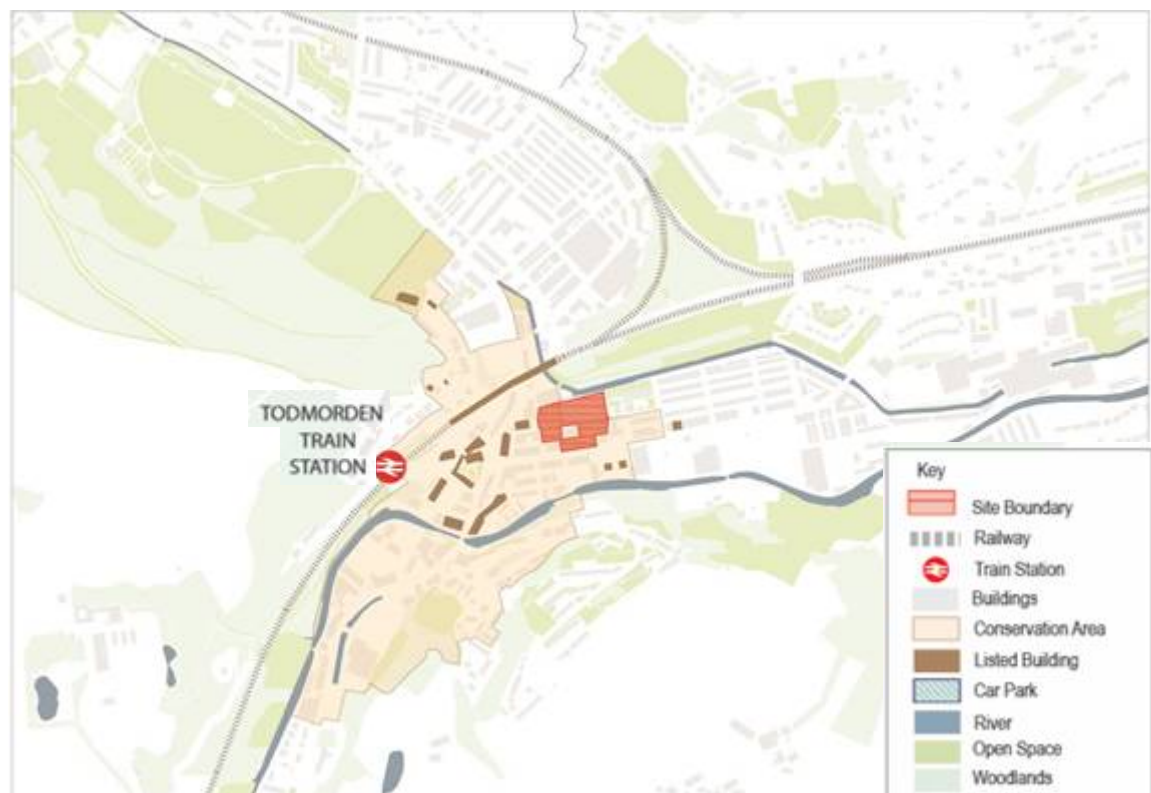 TODMORDEN
TRAIN
STATION
Key
Site Boundary
Railway
Train Station
Buildings
Conservation Area
Listed Building
Car Park
River
Open Space
Woodlands